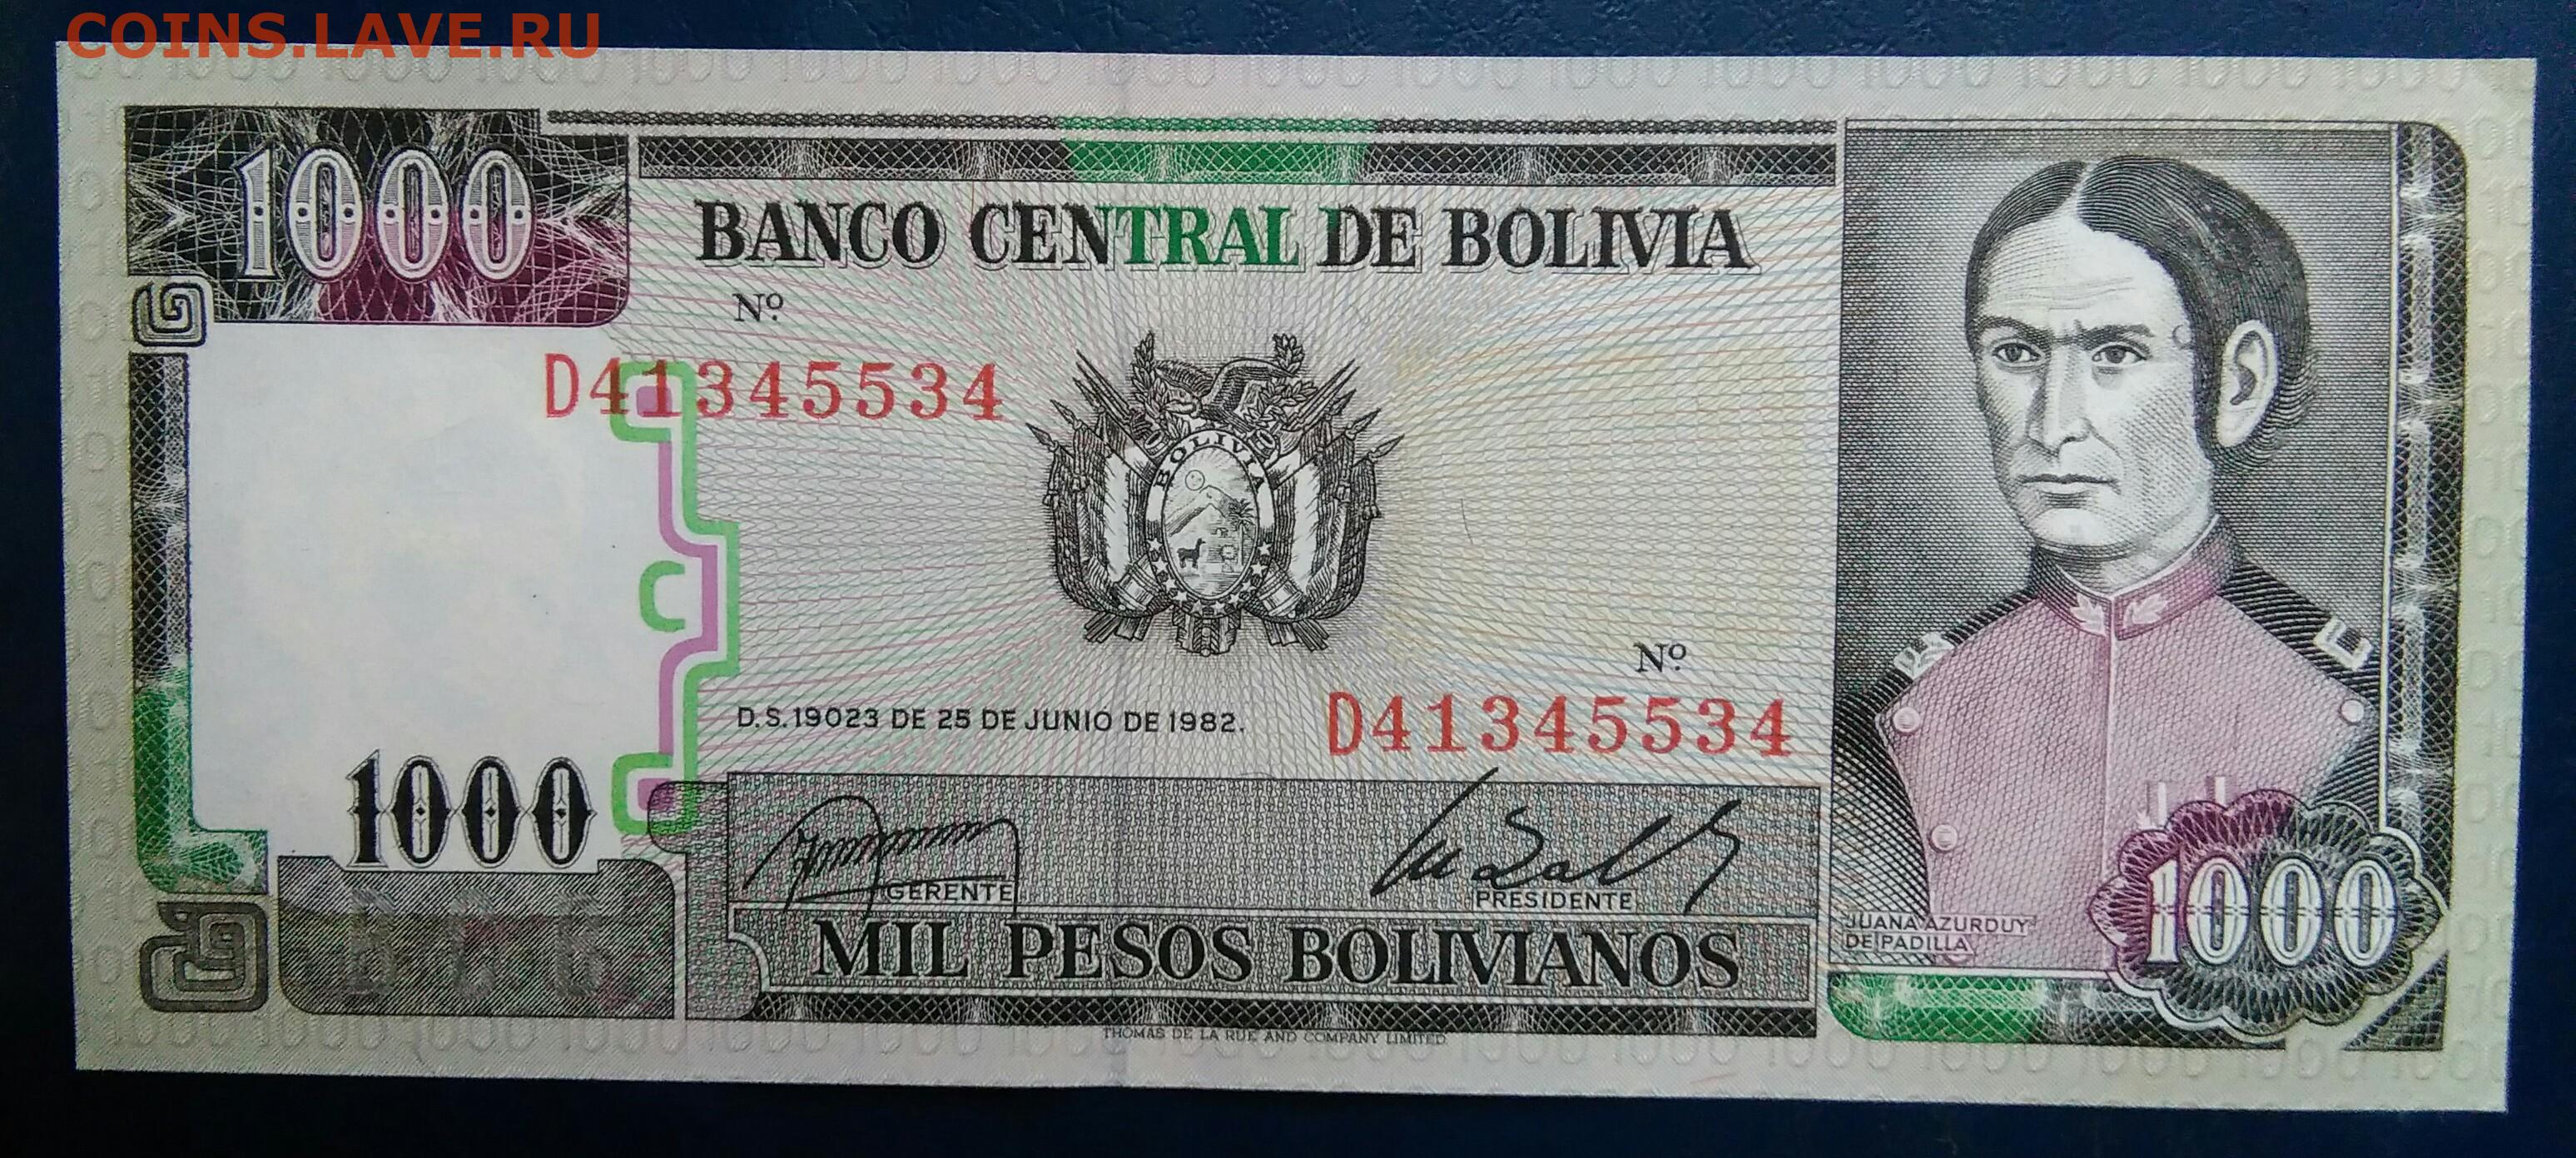 COINS.LAVE.RU
1000
BANCO CENTRAL DE BOLIVIA
Nº
D41345534
BOLIVIA
Nº
D41345534
D.S. 19023 DE 25 DE JUNIO DE 1982.
1000
GERENTE
PRESIDENTE
MIL PESOS BOLIVIANOS
JUANA AZURDUY
DE PADILLA
1000
THOMAS DE LA RUE AND COMPANY LIMITED.